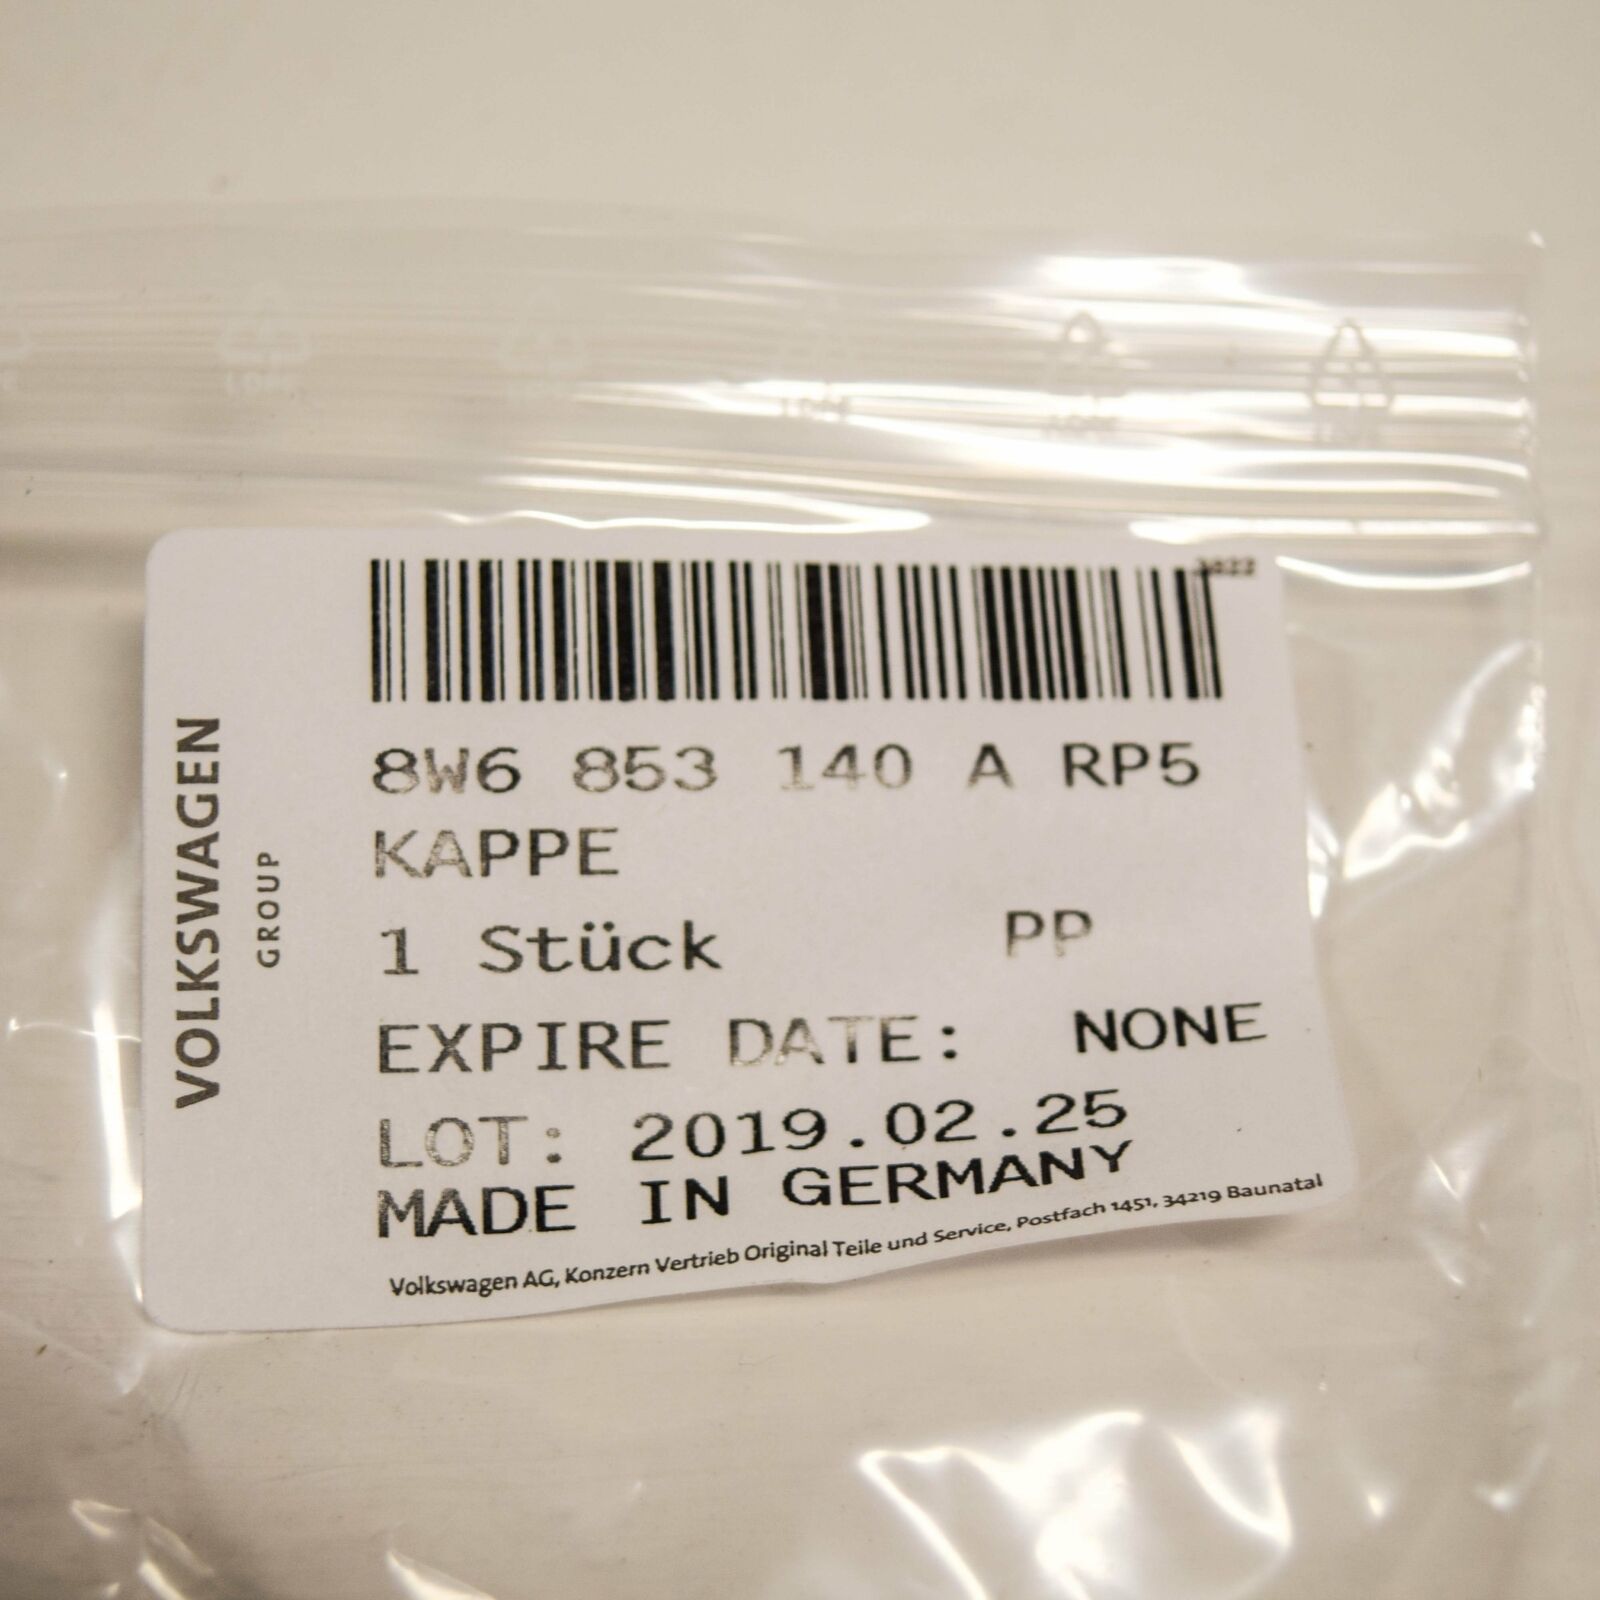 VOLKSWAGEN
GROUP
8W6 853 140 A RP5
KAPPE
1 Stück PP
EXPIRE DATE: NONE
LOT: 2019.02.25
MADE IN GERMANY
Volkswagen AG, Konzern Vertrieb Original Teile und Service, Postfach 1451, 34219 Baunatal